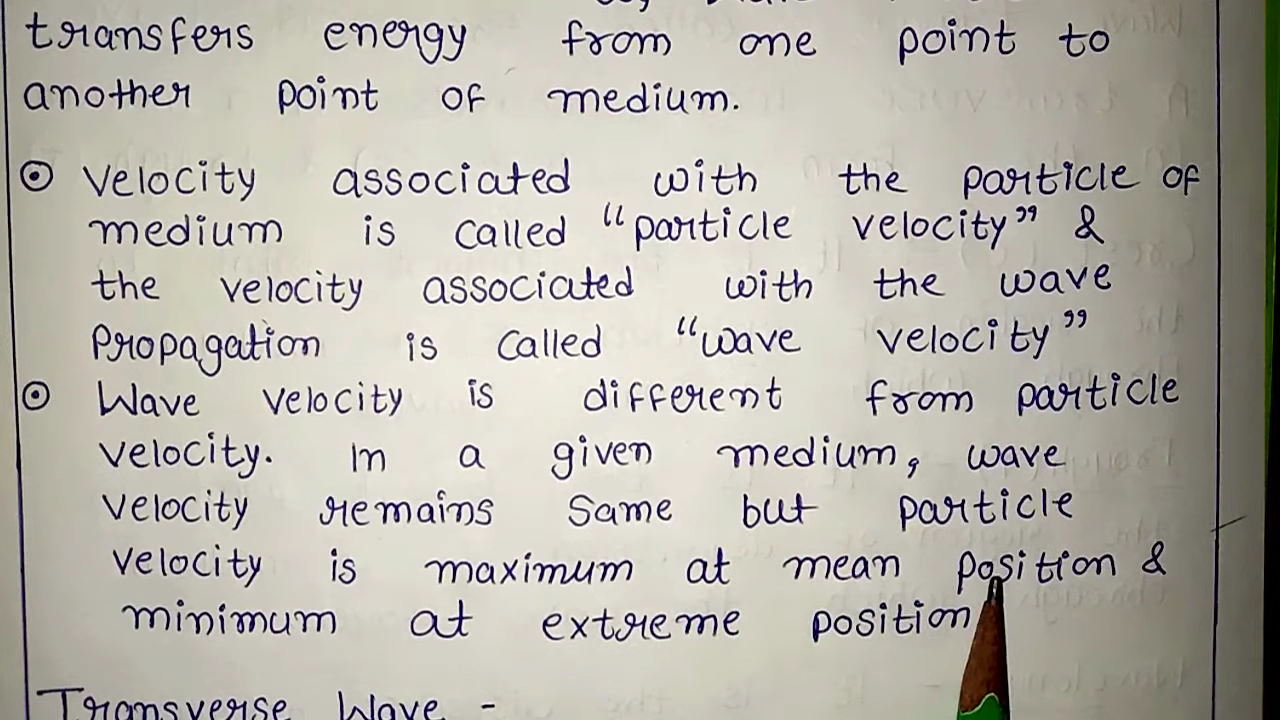 transfers energy from one point to
another point of medium.
⊙ Velocity associated with the particle of
medium is called "particle velocity" &
the velocity associated with the wave
Propagation is called "wave velocity"
⊙ Wave velocity is different from particle
velocity. In a given medium, wave
velocity remains same but particle
velocity is maximum at mean position &
minimum at extreme position
Transverse Wave -